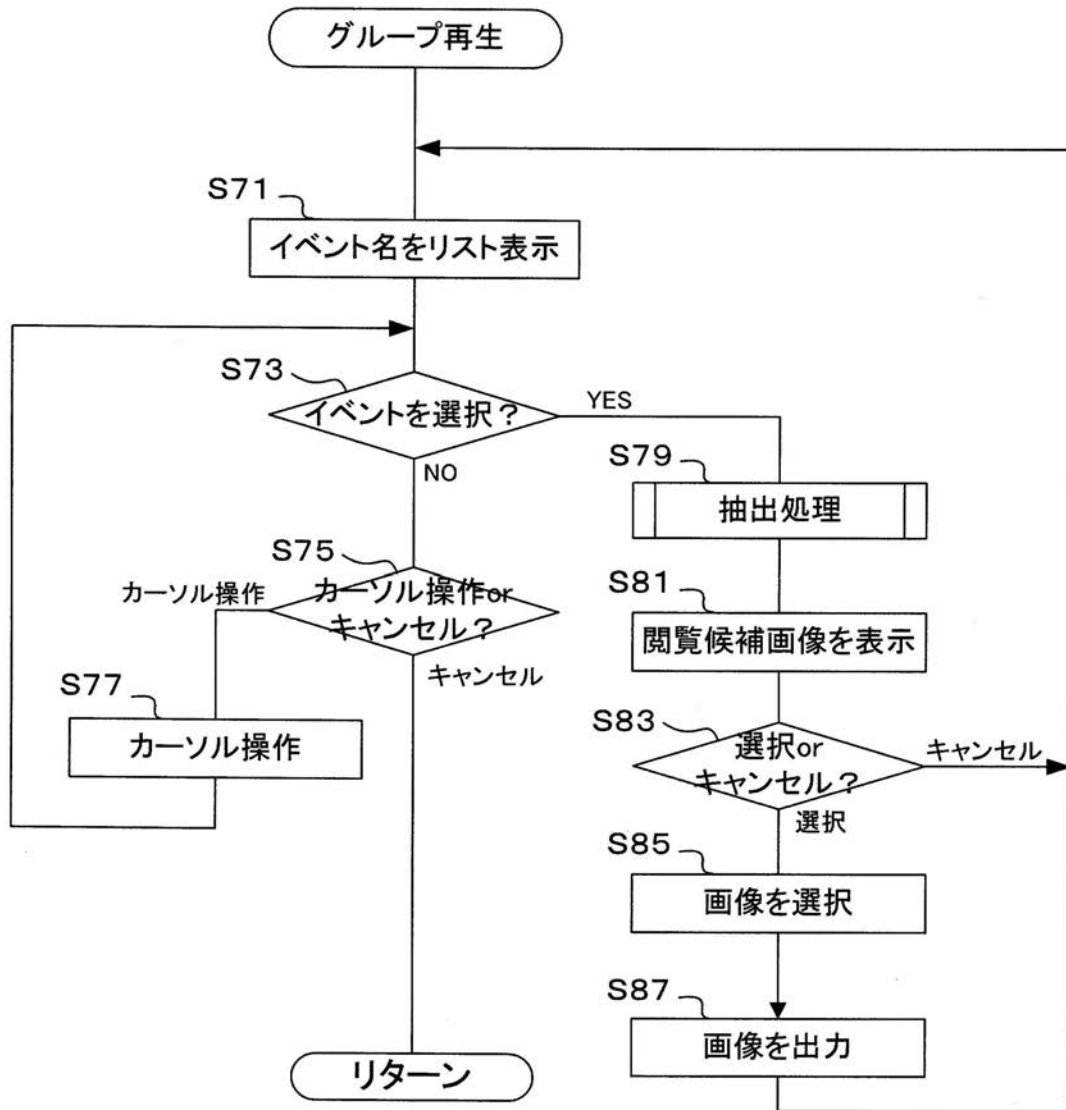 グループ再生
S71
イベント名をリスト表示
S73
イベントを選択？
YES
NO
S79
抽出処理
S75
カーソル操作
カーソル操作or
キャンセル？
キャンセル
S81
閲覧候補画像を表示
S77
カーソル操作
S83
選択or
キャンセル？
キャンセル
選択
S85
画像を選択
S87
画像を出力
リターン